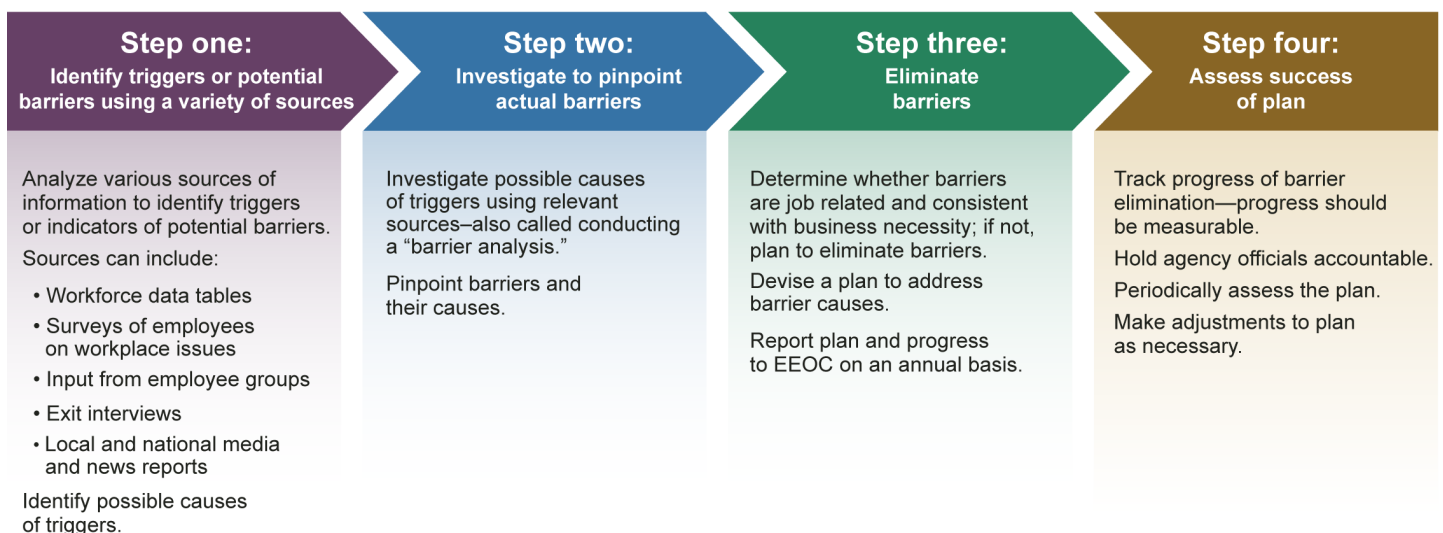 Step one:
Identify triggers or potential
barriers using a variety of sources
Analyze various sources of
information to identify triggers
or indicators of potential barriers.
Sources can include:
• Workforce data tables
• Surveys of employees
on workplace issues
• Input from employee groups
• Exit interviews
• Local and national media
and news reports
Identify possible causes
of triggers.
Step two:
Investigate to pinpoint
actual barriers
Investigate possible causes
of triggers using relevant
sources–also called conducting
a “barrier analysis.”
Pinpoint barriers and
their causes.
Step three:
Eliminate
barriers
Determine whether barriers
are job related and consistent
with business necessity; if not,
plan to eliminate barriers.
Devise a plan to address
barrier causes.
Report plan and progress
to EEOC on an annual basis.
Step four:
Assess success
of plan
Track progress of barrier
elimination—progress should
be measurable.
Hold agency officials accountable.
Periodically assess the plan.
Make adjustments to plan
as necessary.